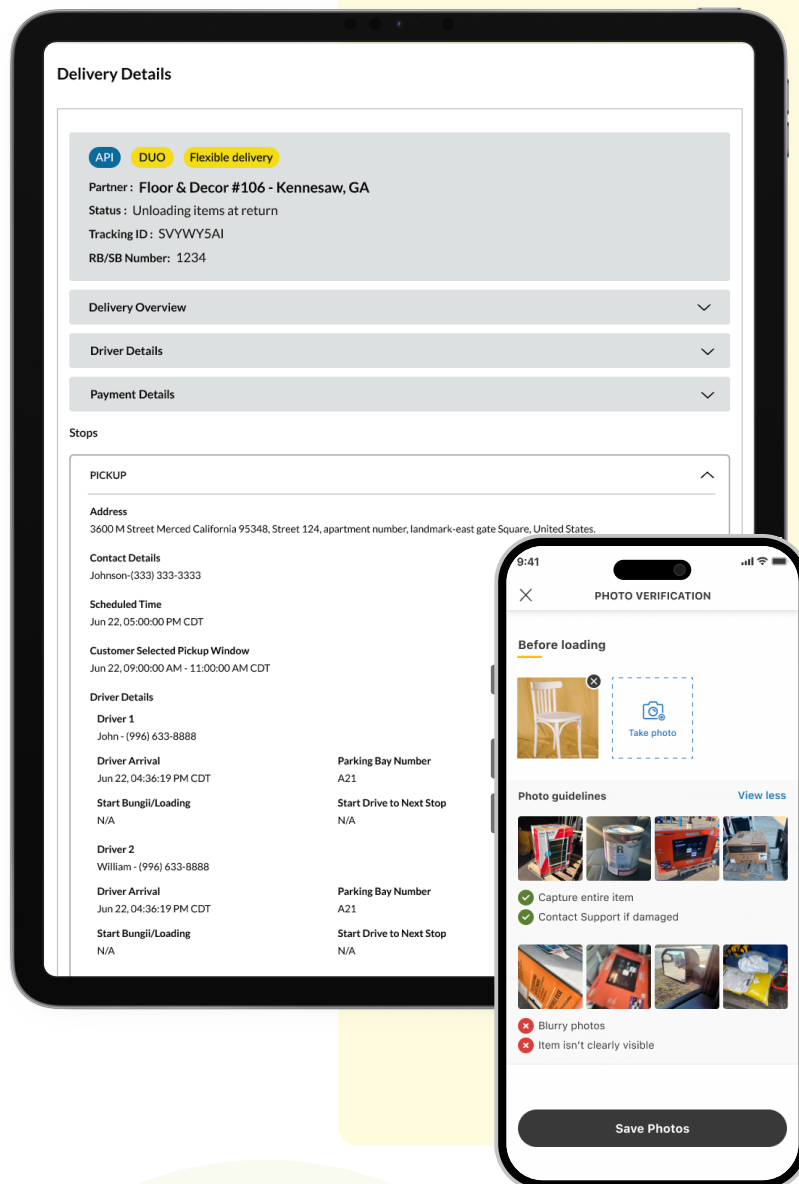 Delivery Details
API DUO Flexible delivery
Partner : Floor & Decor #106 - Kennesaw, GA
Status : Unloading items at return
Tracking ID : SVYWY5AI
RB/SB Number: 1234
Delivery Overview
Driver Details
Payment Details
Stops
PICKUP
Address
3600 M Street Merced California 95348, Street 124, apartment number, landmark-east gate Square, United States.
Contact Details
Johnson-(333) 333-3333
Scheduled Time
Jun 22, 05:00:00 PM CDT
Customer Selected Pickup Window
Jun 22, 09:00:00 AM - 11:00:00 AM CDT
Driver Details
Driver 1
John - (996) 633-8888
Driver Arrival Parking Bay Number
Jun 22, 04:36:19 PM CDT A21
Start Bungii/Loading Start Drive to Next Stop
N/A N/A
Driver 2
William - (996) 633-8888
Driver Arrival Parking Bay Number
Jun 22, 04:36:19 PM CDT A21
Start Bungii/Loading Start Drive to Next Stop
N/A N/A
9:41
PHOTO VERIFICATION
Before loading
Take photo
Photo guidelines View less
Capture entire item
Contact Support if damaged
Blurry photos
Item isn't clearly visible
Save Photos